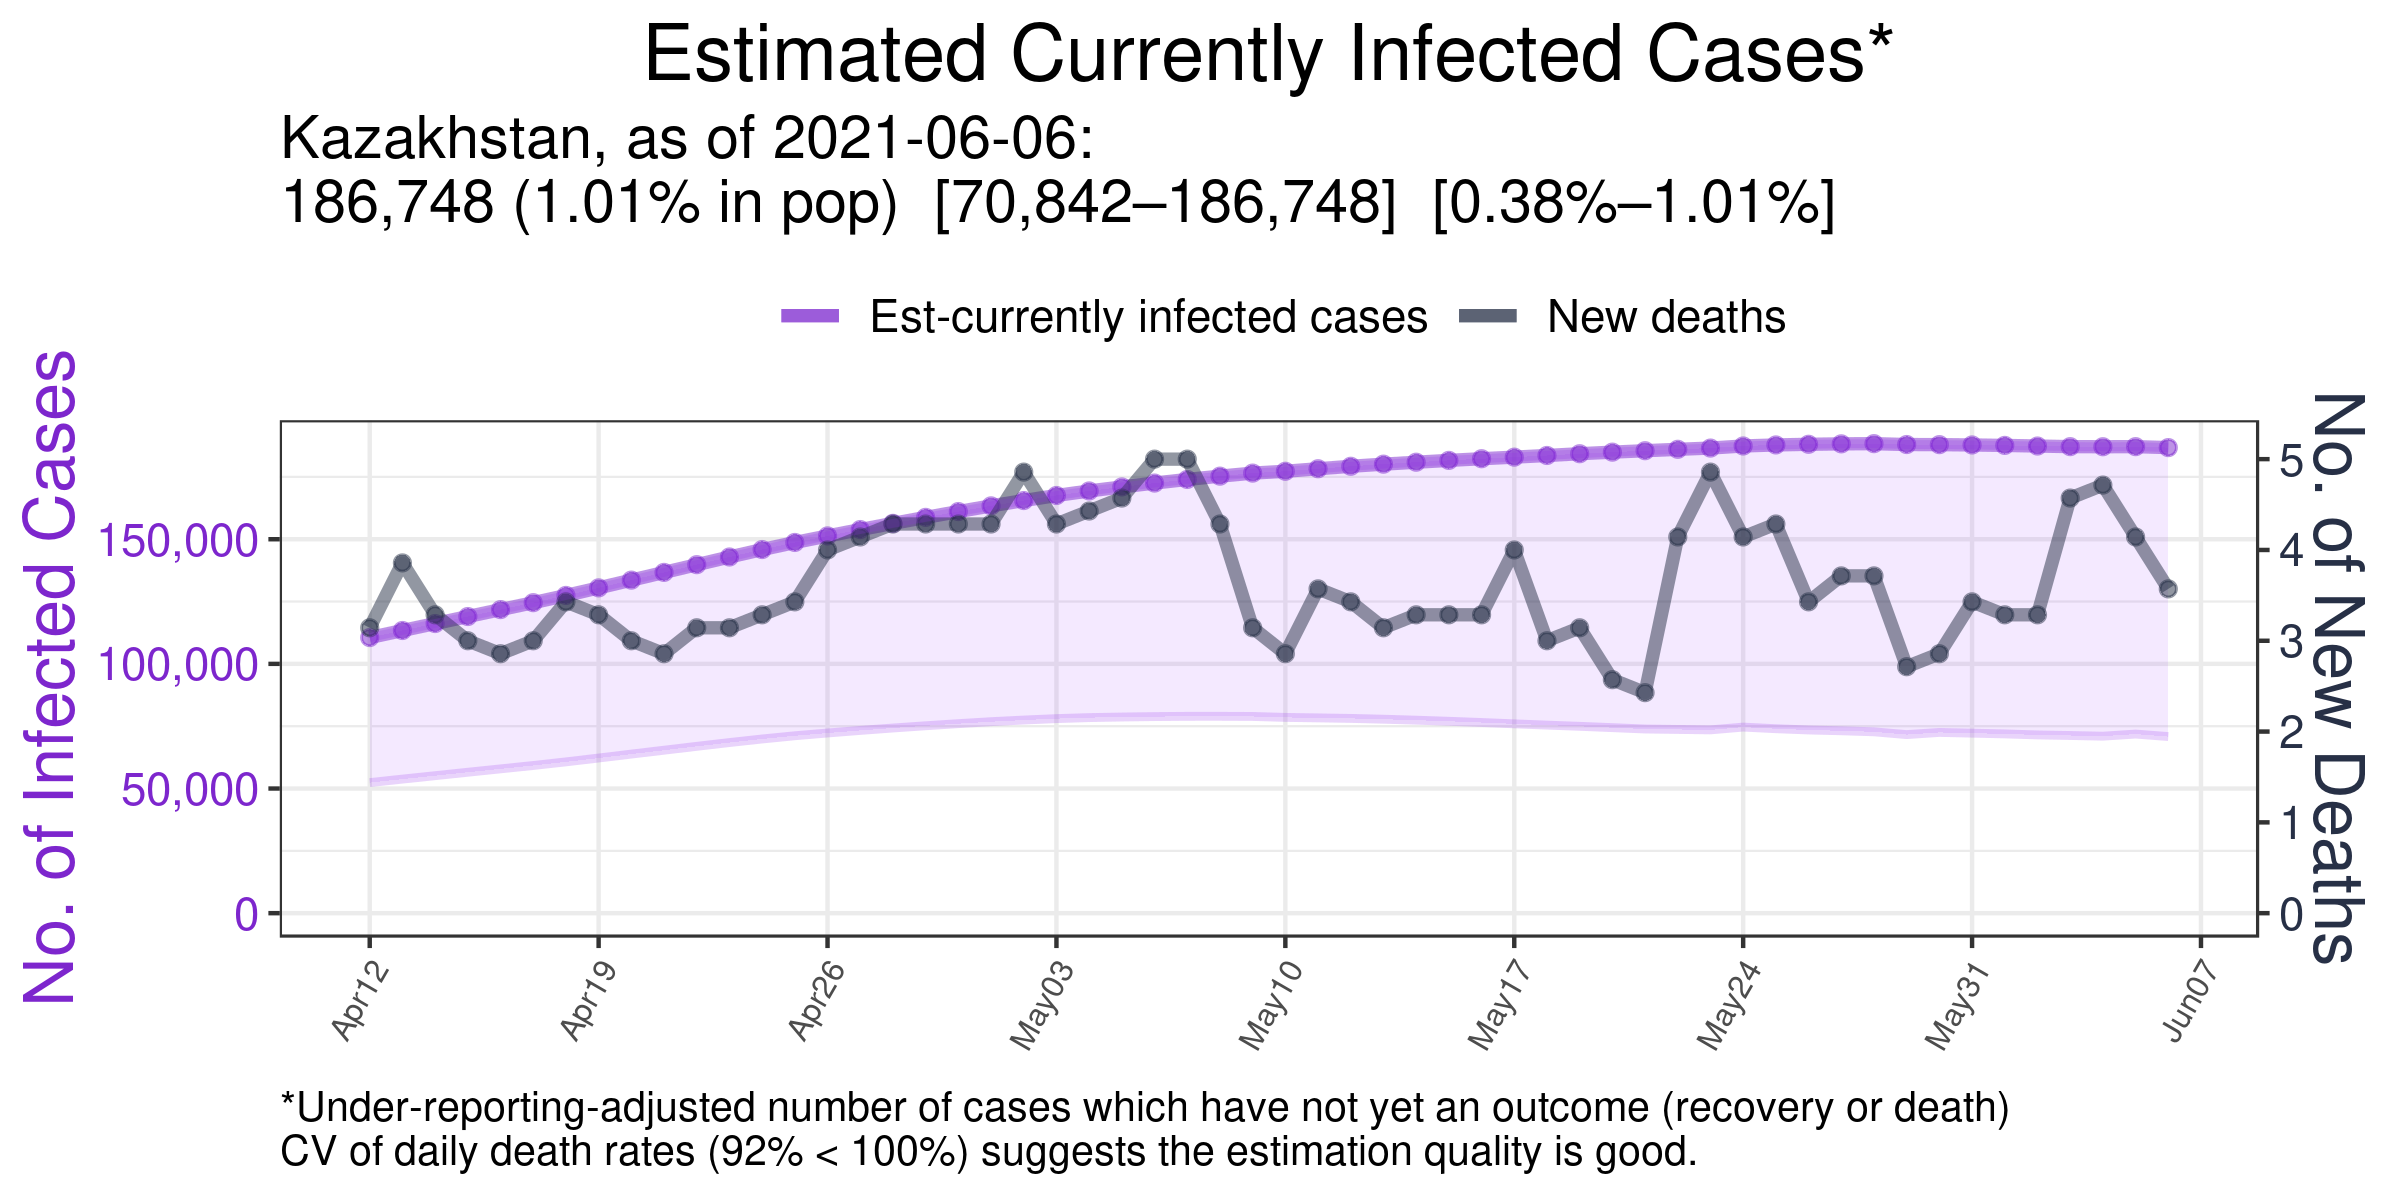 Estimated Currently Infected Cases*
Kazakhstan, as of 2021-06-06:
186,748 (1.01% in pop)  [70,842–186,748]  [0.38%–1.01%]
Est-currently infected cases
New deaths
No. of Infected Cases
150,000
100,000
50,000
0
5
4
3
2
1
0
No. of New Deaths
Apr12
Apr19
Apr26
May03
May10
May17
May24
May31
Jun07
*Under-reporting-adjusted number of cases which have not yet an outcome (recovery or death)
CV of daily death rates (92% < 100%) suggests the estimation quality is good.